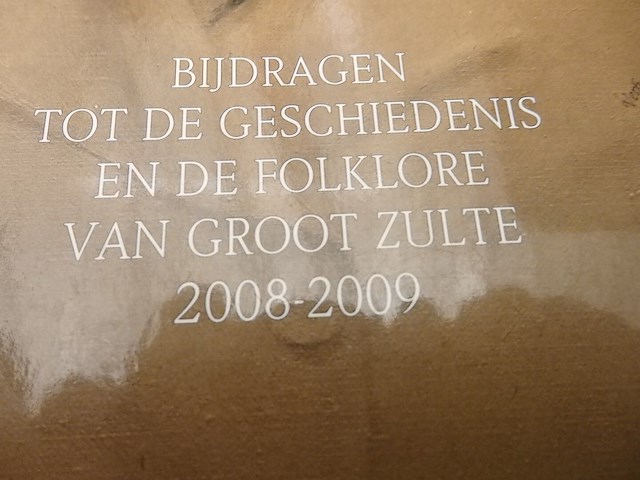 BIJDRAGEN
TOT DE GESCHIEDENIS
EN DE FOLKLORE
VAN GROOT ZULTE
2008-2009